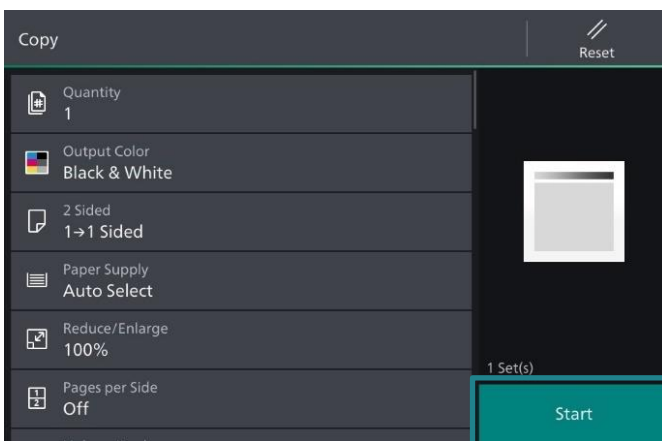 Copy
Reset
Quantity
1
Output Color
Black & White
2 Sided
1→1 Sided
Paper Supply
Auto Select
Reduce/Enlarge
100%
Pages per Side
Off
1 Set(s)
Start